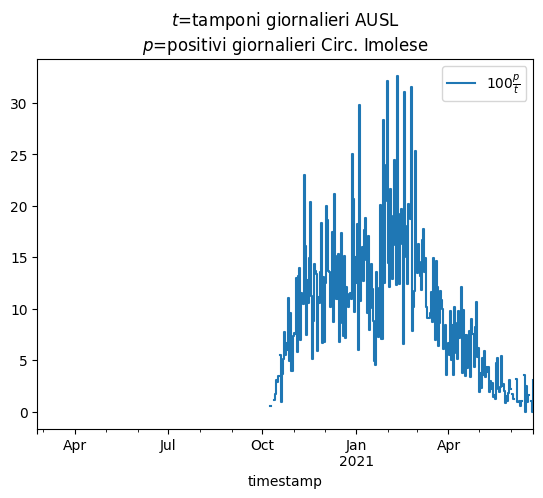 t=tamponi giornalieri AUSL
p=positivi giornalieri Circ. Imolese
100 p/t
30
25
20
15
10
5
0
Apr Jul Oct Jan Apr
2021
timestamp